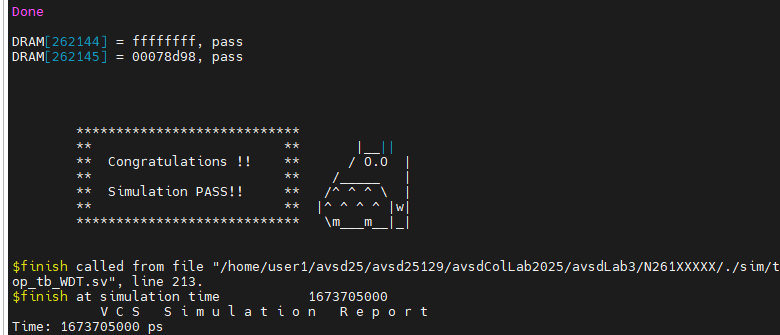 Done

DRAM[262144] = ffffffff, pass
DRAM[262145] = 00078d98, pass

        ****************************
        **                        **         |__||
        **  Congratulations !!    **        / O.O  |
        **                        **      /_____   |
        **  Simulation PASS!!     **     /^ ^ ^ \  |
        **                        **    |^ ^ ^ ^ |w|
        ****************************     \m___m__|_|

$finish called from file "/home/user1/avsd25/avsd25129/avsdColLab2025/avsdLab3/N261XXXXX/./sim/t
op_tb_WDT.sv", line 213.
$finish at simulation time           1673705000
           V C S   S i m u l a t i o n   R e p o r t
Time: 1673705000 ps